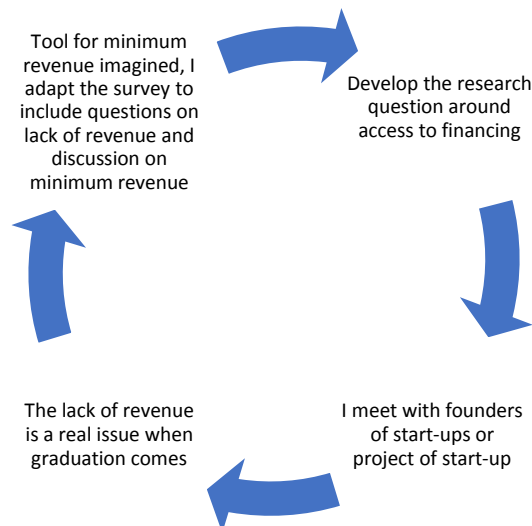 Tool for minimum
revenue imagined, I
adapt the survey to
include questions on
lack of revenue and
discussion on
minimum revenue
Develop the research
question around
access to financing
I meet with founders
of start-ups or
project of start-up
The lack of revenue
is a real issue when
graduation comes